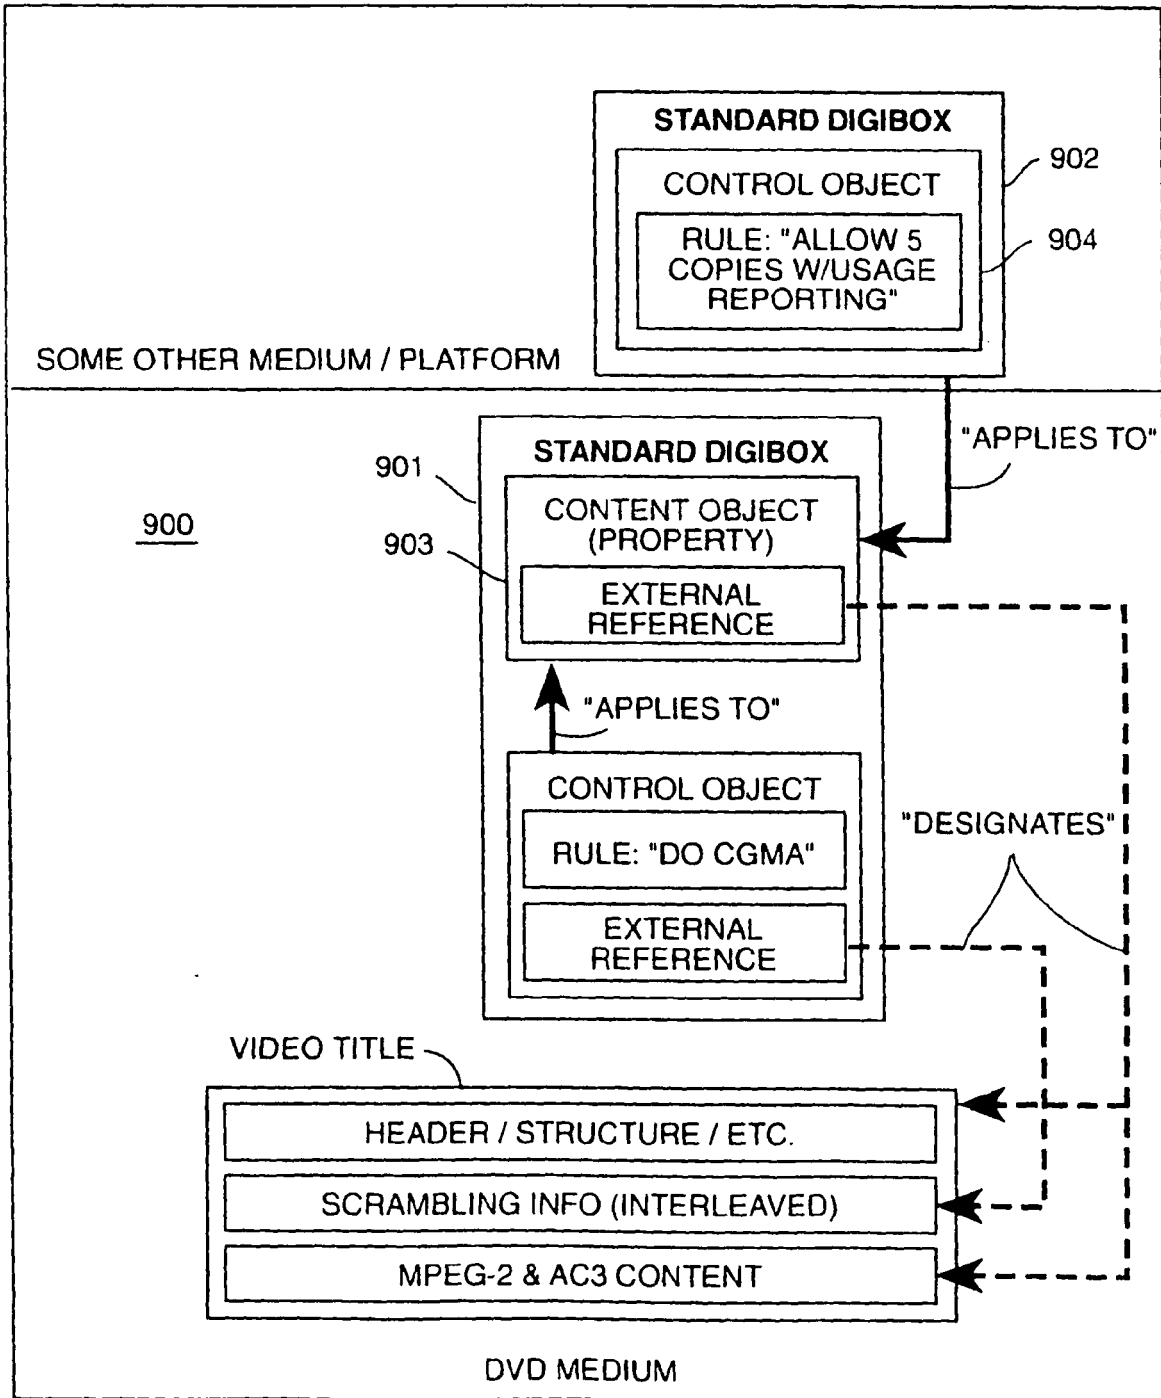 STANDARD DIGIBOX
902
CONTROL OBJECT
RULE: "ALLOW 5
COPIES W/USAGE
REPORTING"
904
SOME OTHER MEDIUM / PLATFORM
"APPLIES TO"
STANDARD DIGIBOX
901
CONTENT OBJECT
(PROPERTY)
900
903
EXTERNAL
REFERENCE
"APPLIES TO"
CONTROL OBJECT
"DESIGNATES"
RULE: "DO CGMA"
EXTERNAL
REFERENCE
VIDEO TITLE
HEADER / STRUCTURE / ETC.
SCRAMBLING INFO (INTERLEAVED)
MPEG-2 & AC3 CONTENT
DVD MEDIUM